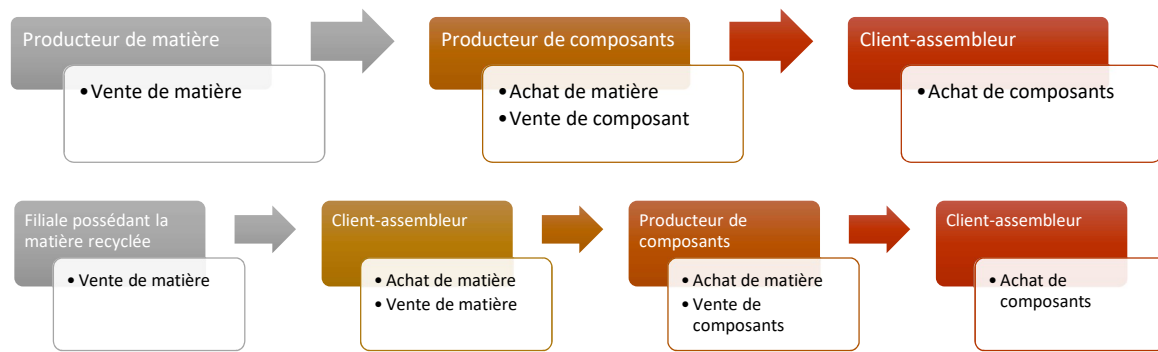 Producteur de matière
• Vente de matière
Producteur de composants
• Achat de matière
• Vente de composant
Client-assembleur
• Achat de composants
Filiale possédant la
matière recyclée
• Vente de matière
Client-assembleur
• Achat de matière
• Vente de matière
Producteur de
composants
• Achat de matière
• Vente de
composants
Client-assembleur
• Achat de
composants